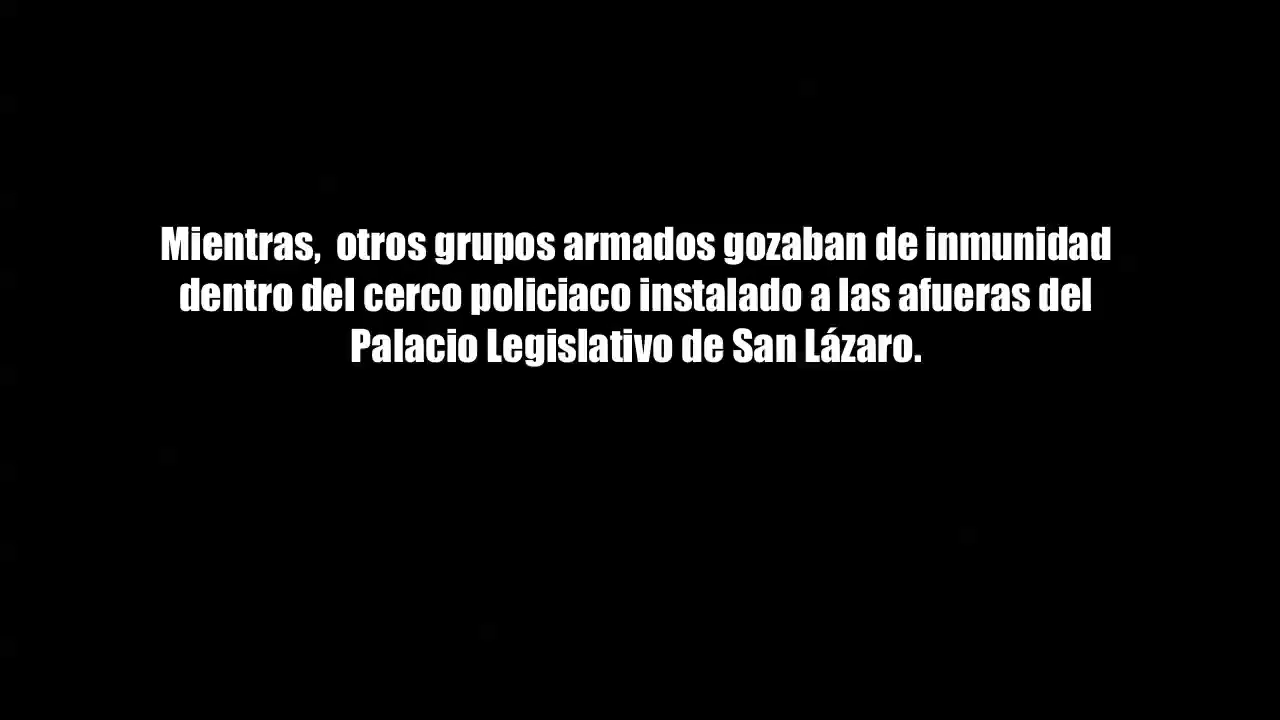 Mientras,  otros grupos armados gozaban de inmunidad
dentro del cerco policiaco instalado a las afueras del
Palacio Legislativo de San Lázaro.